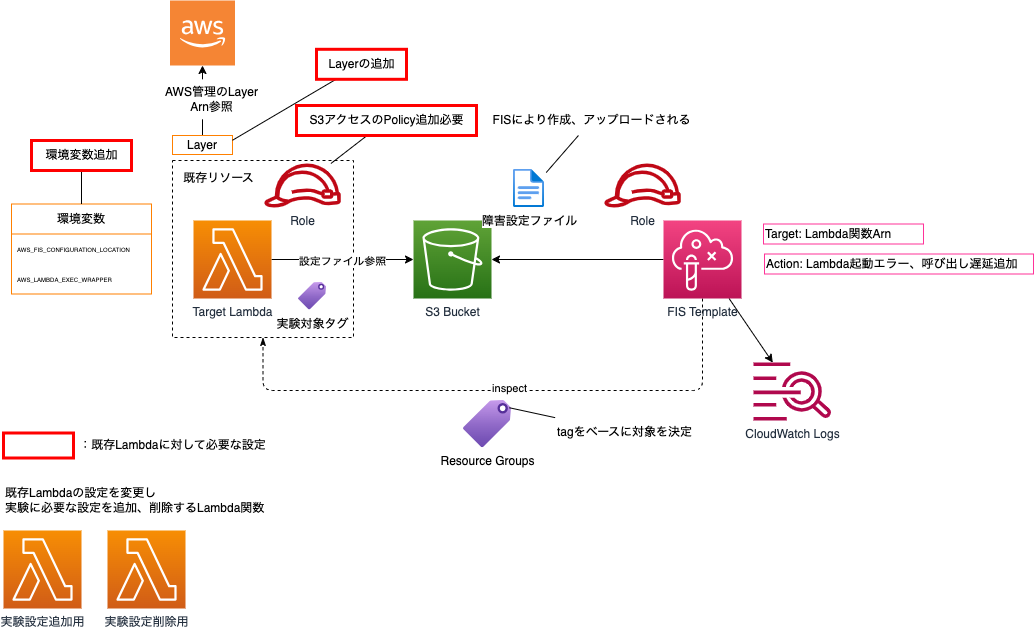 aws
Layerの追加
AWS管理のLayer
Arn参照
S3アクセスのPolicy追加必要
FISにより作成、アップロードされる
Layer
環境変数追加
既存リソース
環境変数
Role
障害設定ファイル
Role
AWS_FIS_CONFIGURATION_LOCATION
AWS_LAMBDA_EXEC_WRAPPER
Target: Lambda関数Arn
設定ファイル参照
Action: Lambda起動エラー、呼び出し遅延追加
Target Lambda
実験対象タグ
S3 Bucket
FIS Template
inspect
tagをベースに対象を決定
CloudWatch Logs
Resource Groups
：既存Lambdaに対して必要な設定
既存Lambdaの設定を変更し
実験に必要な設定を追加、削除するLambda関数
実験設定追加用
実験設定削除用